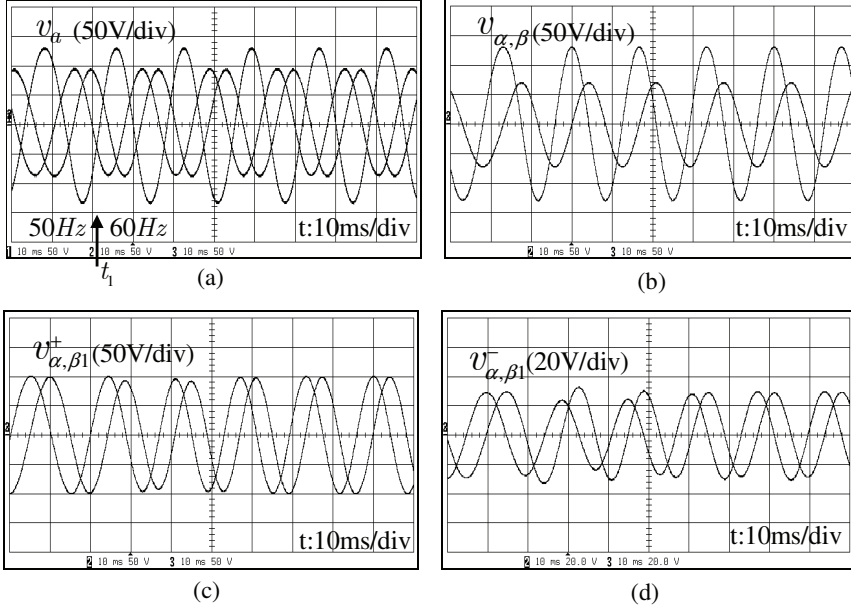 v_a (50V/div)
50Hz 60Hz
t:10ms/div
1 10 ms 50 V 2 10 ms 50 V 3 10 ms 50 V
t_1
(a)
v_{α,β}(50V/div)
t:10ms/div
2 10 ms 50 V 3 10 ms 50 V
(b)
v^+_{α,β1}(50V/div)
t:10ms/div
2 10 ms 50 V 3 10 ms 50 V
(c)
v^-_{α,β1}(20V/div)
t:10ms/div
2 10 ms 20.0 V 3 10 ms 20.0 V
(d)